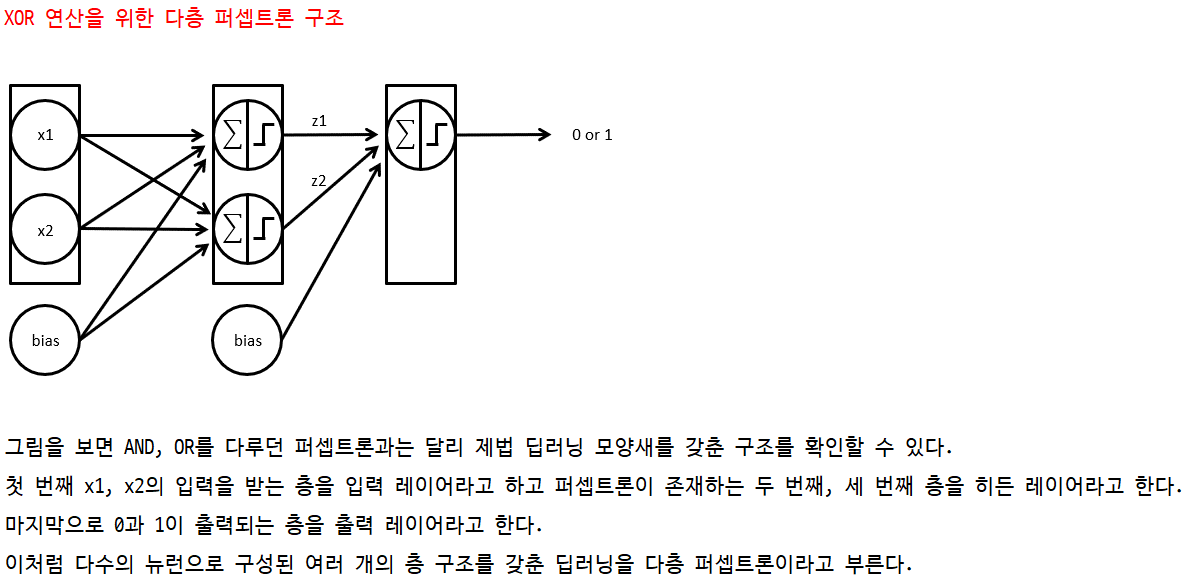 XOR 연산을 위한 다층 퍼셉트론 구조
x1
∑
z1
∑
0 or 1
z2
x2
∑
bias
bias
그림을 보면 AND, OR를 다루던 퍼셉트론과는 달리 제법 딥러닝 모양새를 갖춘 구조를 확인할 수 있다.
첫 번째 x1, x2의 입력을 받는 층을 입력 레이어라고 하고 퍼셉트론이 존재하는 두 번째, 세 번째 층을 히든 레이어라고 한다.
마지막으로 0과 1이 출력되는 층을 출력 레이어라고 한다.
이처럼 다수의 뉴런으로 구성된 여러 개의 층 구조를 갖춘 딥러닝을 다층 퍼셉트론이라고 부른다.